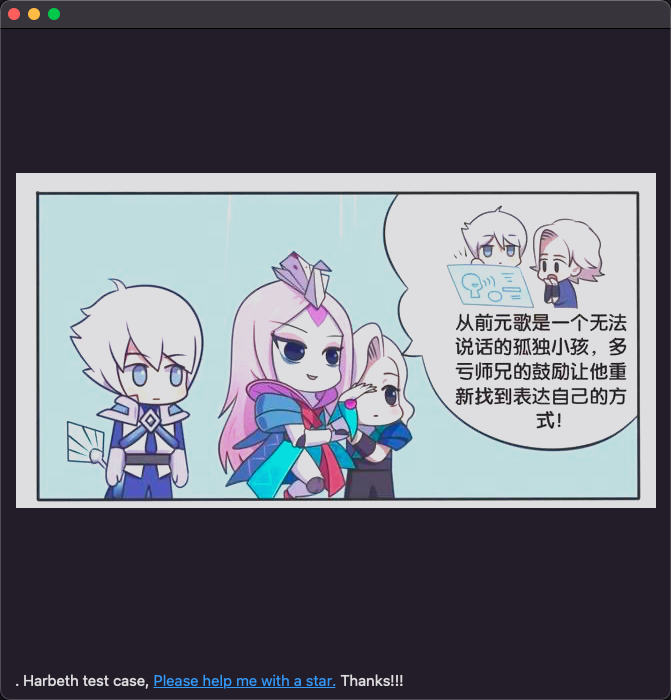 从前元歌是一个无法
说话的孤独小孩，多
亏师兄的鼓励让他重
新找到表达自己的方
式！
. Harbeth test case, Please help me with a star. Thanks!!!